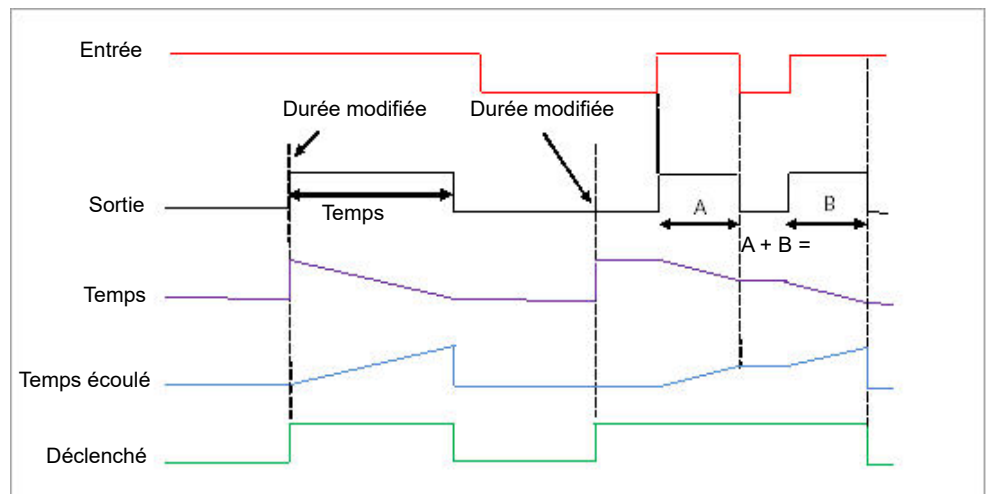 Entrée
Durée modifiée
Durée modifiée
Sortie
Temps
A
B
A + B =
Temps
Temps écoulé
Déclenché